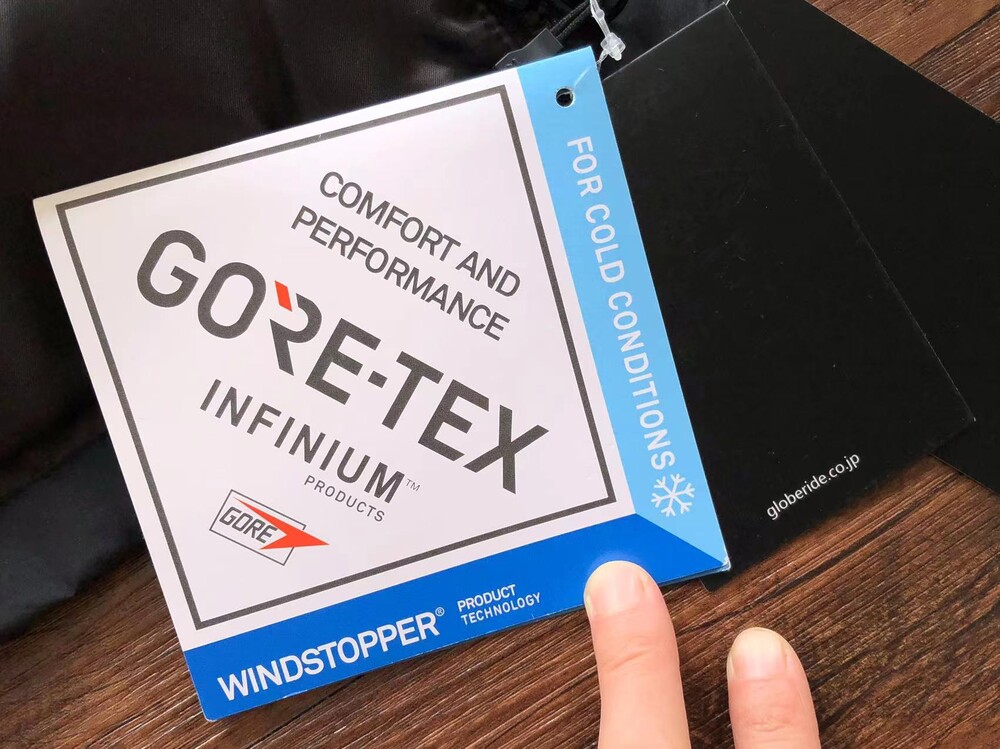 COMFORT AND
PERFORMANCE
GORE-TEX
INFINIUM™
PRODUCTS
GORE
WINDSTOPPER®
PRODUCT
TECHNOLOGY
FOR COLD CONDITIONS
globeride.co.jp